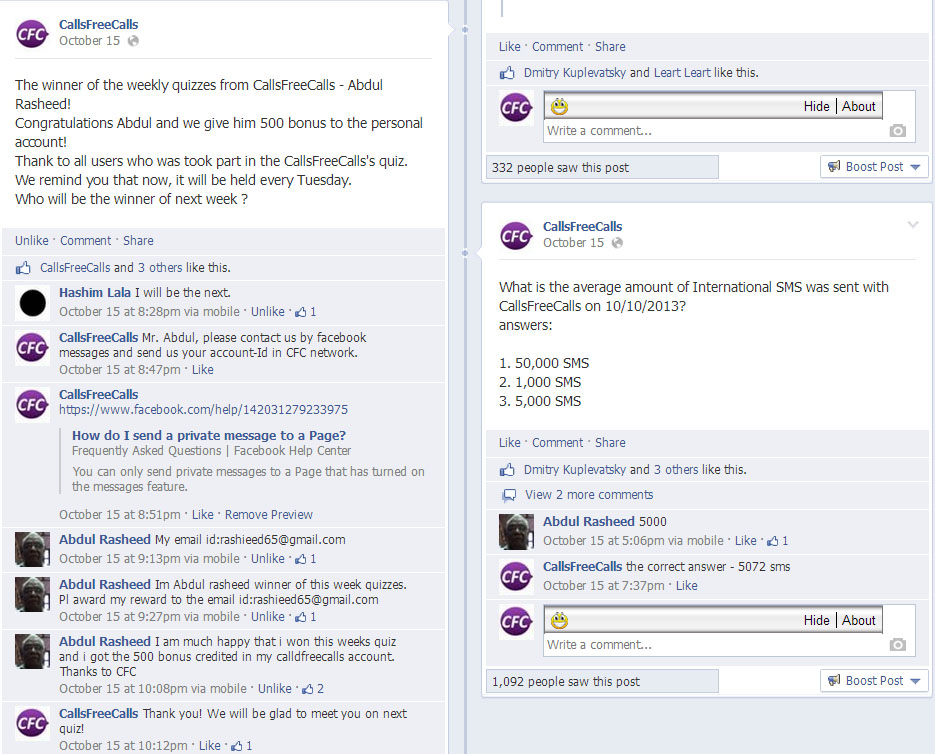 CFC
CallsFreeCalls
October 15
The winner of the weekly quizzes from CallsFreeCalls - Abdul
Rasheed!
Congratulations Abdul and we give him 500 bonus to the personal
account!
Thank to all users who was took part in the CallsFreeCalls's quiz.
We remind you that now, it will be held every Tuesday.
Who will be the winner of next week ?
Unlike · Comment · Share
CallsFreeCalls and 3 others like this.
Hashim Lala I will be the next.
October 15 at 8:28pm via mobile · Unlike · 1
CFC
CallsFreeCalls Mr. Abdul, please contact us by facebook
messages and send us your account-Id in CFC network.
October 15 at 8:47pm · Like
CFC
CallsFreeCalls
https://www.facebook.com/help/142031279233975
How do I send a private message to a Page?
Frequently Asked Questions | Facebook Help Center
You can only send private messages to a Page that has turned on
the messages feature.
October 15 at 8:51pm · Like · Remove Preview
Abdul Rasheed My email id:rashieed65@gmail.com
October 15 at 9:13pm via mobile · Unlike · 1
Abdul Rasheed Im Abdul rasheed winner of this week quizzes.
Pl award my reward to the email id:rashieed65@gmail.com
October 15 at 9:27pm via mobile · Unlike · 1
Abdul Rasheed I am much happy that i won this weeks quiz
and i got the 500 bonus credited in my calldfreecalls account.
Thanks to CFC
October 15 at 10:08pm via mobile · Unlike · 2
CFC
CallsFreeCalls Thank you! We will be glad to meet you on next
quiz!
October 15 at 10:12pm · Like · 1
Like · Comment · Share
Dmitry Kuplevatsky and Leart Leart like this.
CFC
Hide | About
Write a comment...
332 people saw this post
Boost Post
CFC
CallsFreeCalls
October 15
What is the average amount of International SMS was sent with
CallsFreeCalls on 10/10/2013?
answers:
1. 50,000 SMS
2. 1,000 SMS
3. 5,000 SMS
Like · Comment · Share
Dmitry Kuplevatsky and 3 others like this.
View 2 more comments
Abdul Rasheed 5000
October 15 at 5:06pm via mobile · Like · 1
CFC
CallsFreeCalls the correct answer - 5072 sms
October 15 at 7:37pm · Like
CFC
Hide | About
Write a comment...
1,092 people saw this post
Boost Post